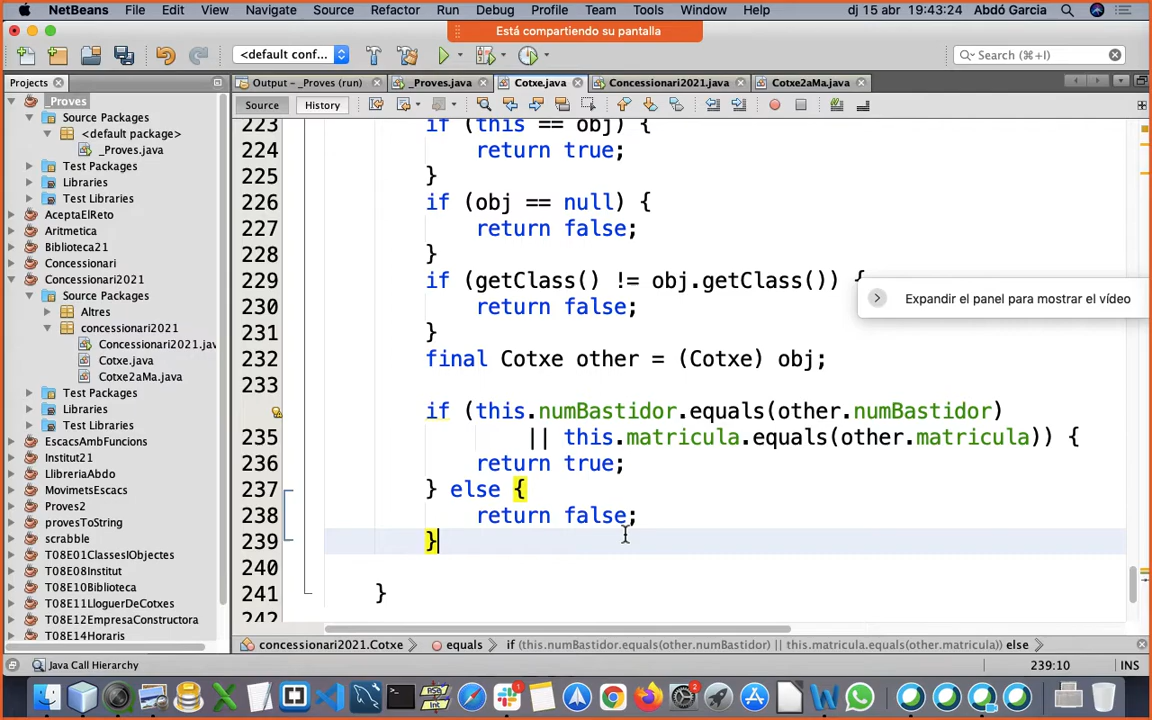 NetBeans File Edit View Navigate Source Refactor Run Debug Profile Team Tools Window Help dj 15 abr 19:43:24 Abdó Garcia
Está compartiendo su pantalla
<default conf...
Search (⌘+I)
Projects
Output - _Proves (run) _Proves.java Cotxe.java Concessionari2021.java Cotxe2aMa.java
Source History
_Proves
Source Packages
<default package>
_Proves.java
Test Packages
Libraries
Test Libraries
AceptaElReto
Aritmetica
Biblioteca21
Concessionari
Concessionari2021
Source Packages
Altres
concessionari2021
Concessionari2021.jav
Cotxe.java
Cotxe2aMa.java
Test Packages
Libraries
Test Libraries
EscacsAmbFuncions
Institut21
LlibreriaAbdo
MovimetsEscacs
Proves2
provesToString
scrabble
T08E01ClassesIObjectes
T08E08Institut
T08E10Biblioteca
T08E11LloguerDeCotxes
T08E12EmpresaConstructora
T08E14Horaris
223 if (this == obj) {
224 return true;
225 }
226 if (obj == null) {
227 return false;
228 }
229 if (getClass() != obj.getClass()) {
230 return false;
231 }
232 final Cotxe other = (Cotxe) obj;
233
if (this.numBastidor.equals(other.numBastidor)
235 || this.matricula.equals(other.matricula)) {
236 return true;
237 } else {
238 return false;
239 }
240
241 }
242
Expandir el panel para mostrar el vídeo
concessionari2021.Cotxe equals if (this.numBastidor.equals(other.numBastidor) || this.matricula.equals(other.matricula)) else
Java Call Hierarchy
239:10 INS